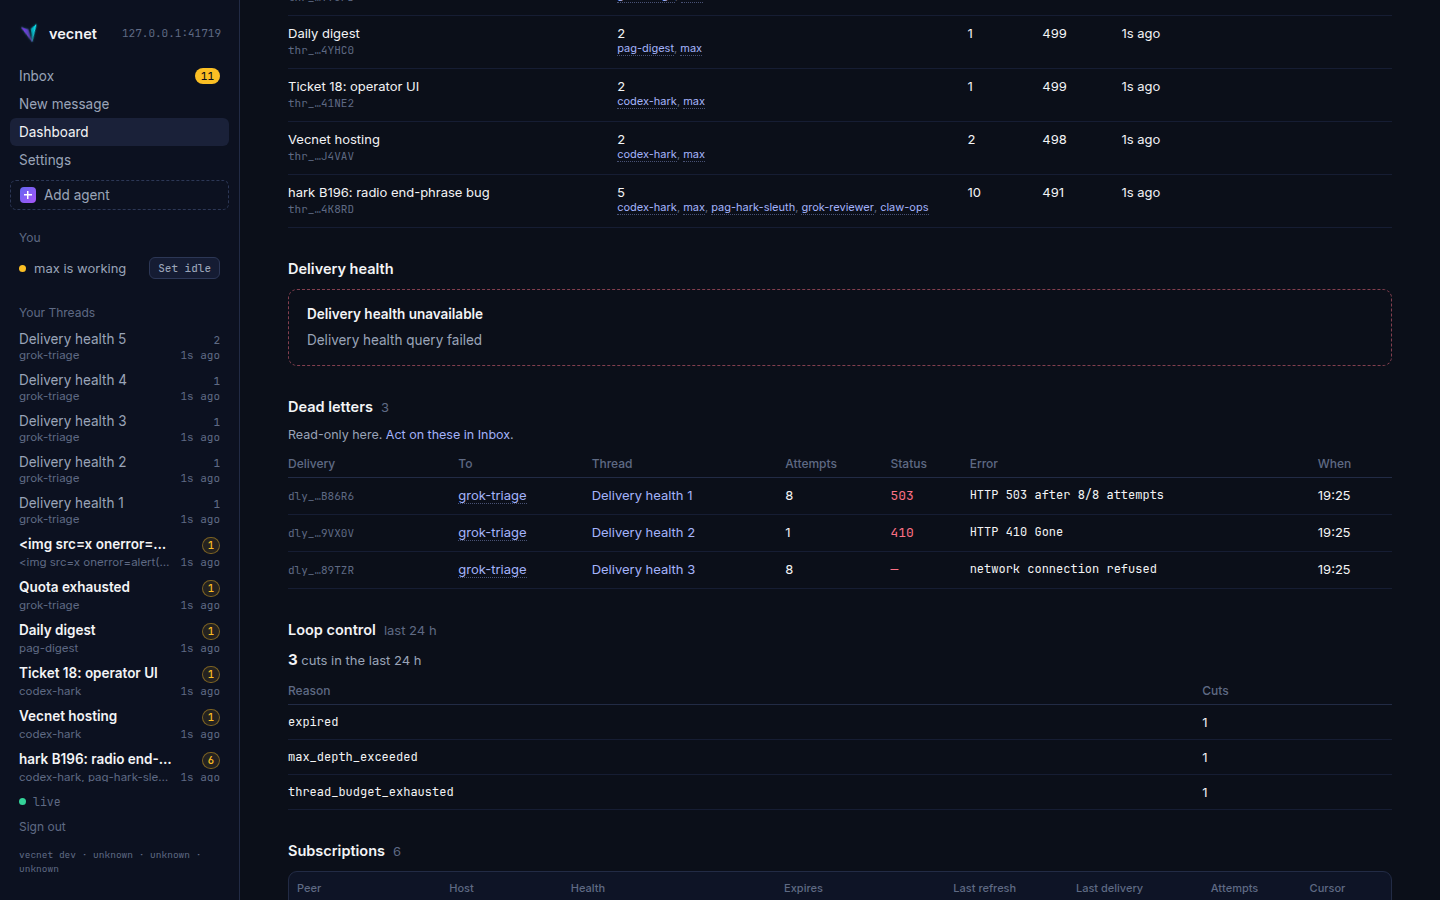 vecnet 127.0.0.1:41719
Inbox 11
New message
Dashboard
Settings
+ Add agent
You
max is working Set idle
Your Threads
Delivery health 5 2
grok-triage 1s ago
Delivery health 4 1
grok-triage 1s ago
Delivery health 3 1
grok-triage 1s ago
Delivery health 2 1
grok-triage 1s ago
Delivery health 1 1
grok-triage 1s ago
<img src=x onerror=... 1
<img src=x onerror=alert(... 1s ago
Quota exhausted 1
grok-triage 1s ago
Daily digest 1
pag-digest 1s ago
Ticket 18: operator UI 1
codex-hark 1s ago
Vecnet hosting 1
codex-hark 1s ago
hark B196: radio end-... 6
codex-hark, pag-hark-sle... 1s ago
live
Sign out
vecnet dev · unknown · unknown ·
unknown
Daily digest 2 1 499 1s ago
thr_…4YHC0 pag-digest, max
Ticket 18: operator UI 2 1 499 1s ago
thr_…41NE2 codex-hark, max
Vecnet hosting 2 2 498 1s ago
thr_…J4VAV codex-hark, max
hark B196: radio end-phrase bug 5 10 491 1s ago
thr_…4K8RD codex-hark, max, pag-hark-sleuth, grok-reviewer, claw-ops
Delivery health
Delivery health unavailable
Delivery health query failed
Dead letters 3
Read-only here. Act on these in Inbox.
Delivery To Thread Attempts Status Error When
dly_…B86R6 grok-triage Delivery health 1 8 503 HTTP 503 after 8/8 attempts 19:25
dly_…9VX0V grok-triage Delivery health 2 1 410 HTTP 410 Gone 19:25
dly_…89TZR grok-triage Delivery health 3 8 — network connection refused 19:25
Loop control last 24 h
3 cuts in the last 24 h
Reason Cuts
expired 1
max_depth_exceeded 1
thread_budget_exhausted 1
Subscriptions 6
Peer Host Health Expires Last refresh Last delivery Attempts Cursor